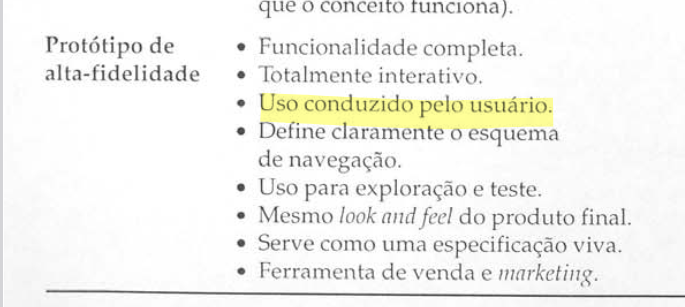 que o conceito funciona).
Protótipo de
alta-fidelidade
• Funcionalidade completa.
• Totalmente interativo.
• Uso conduzido pelo usuário.
• Define claramente o esquema
de navegação.
• Uso para exploração e teste.
• Mesmo look and feel do produto final.
• Serve como uma especificação viva.
• Ferramenta de venda e marketing.